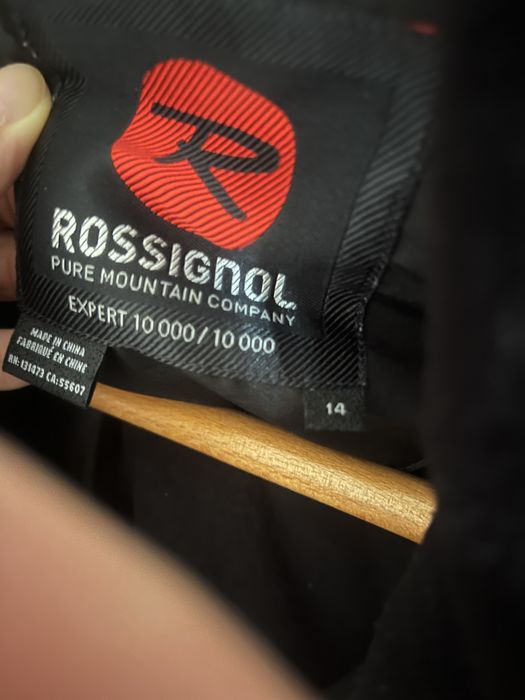 R
ROSSIGNOL
PURE MOUNTAIN COMPANY
EXPERT 10 000/10 000
MADE IN CHINA
FABRIQUÉ EN CHINE
RN:131473 CA:55607
14